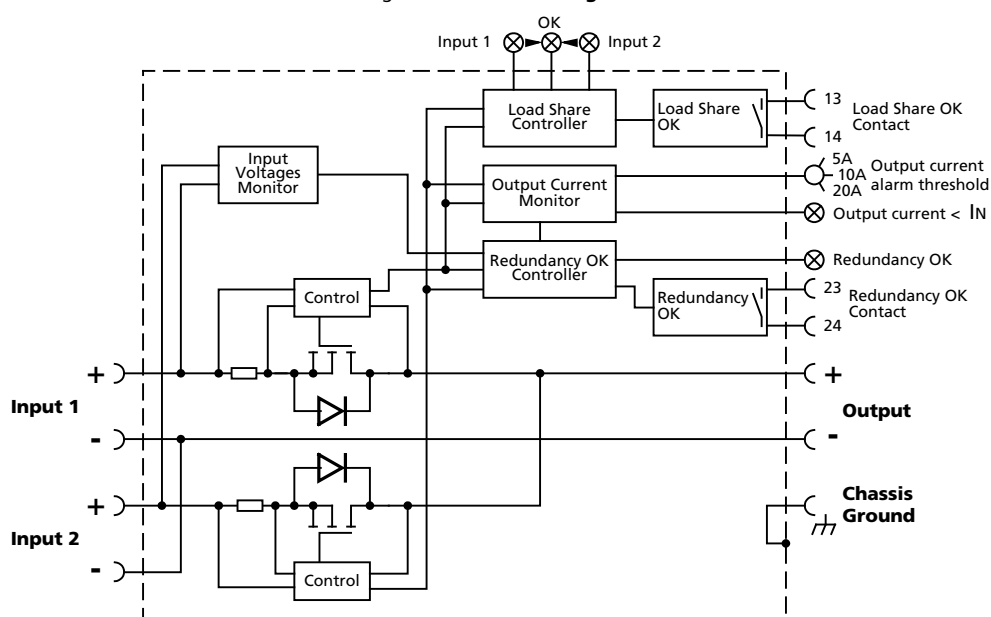 OK
Input 1
Input 2
Load Share
Controller
Load Share
OK
13
14
Load Share OK
Contact
Input
Voltages
Monitor
Output Current
Monitor
5A
10A
20A
Output current
alarm threshold
Output current < IN
Redundancy OK
Controller
Redundancy OK
Redundancy
OK
23
24
Redundancy OK
Contact
Control
+
+
Input 1
Output
-
-
+
Chassis
Ground
Input 2
-
Control